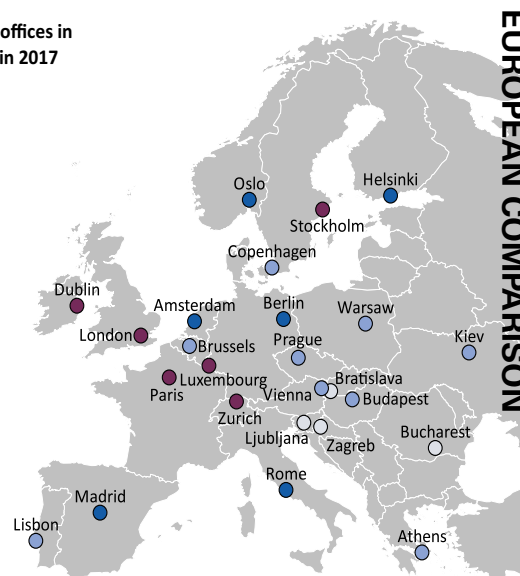 offices in
in 2017
EUROPEAN COMPARISON
Oslo
Helsinki
Stockholm
Copenhagen
Dublin
Amsterdam
Berlin
Warsaw
London
Brussels
Prague
Kiev
Luxembourg
Paris
Vienna
Bratislava
Budapest
Zurich
Ljubljana
Zagreb
Bucharest
Rome
Madrid
Lisbon
Athens